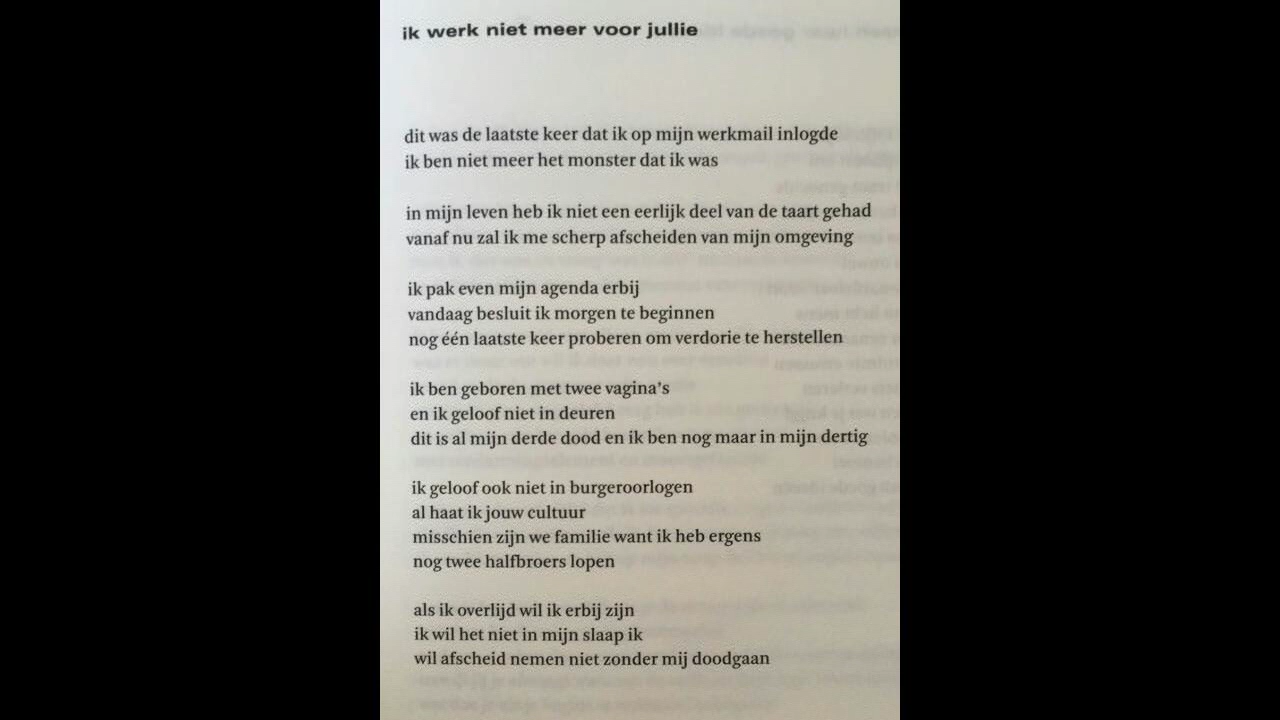 ik werk niet meer voor jullie
dit was de laatste keer dat ik op mijn werkmail inlogde
ik ben niet meer het monster dat ik was
in mijn leven heb ik niet een eerlijk deel van de taart gehad
vanaf nu zal ik me scherp afscheiden van mijn omgeving
ik pak even mijn agenda erbij
vandaag besluit ik morgen te beginnen
nog één laatste keer proberen om verdorie te herstellen
ik ben geboren met twee vagina's
en ik geloof niet in deuren
dit is al mijn derde dood en ik ben nog maar in mijn dertig
ik geloof ook niet in burgeroorlogen
al haat ik jouw cultuur
misschien zijn we familie want ik heb ergens
nog twee halfbroers lopen
als ik overlijd wil ik erbij zijn
ik wil het niet in mijn slaap ik
wil afscheid nemen niet zonder mij doodgaan